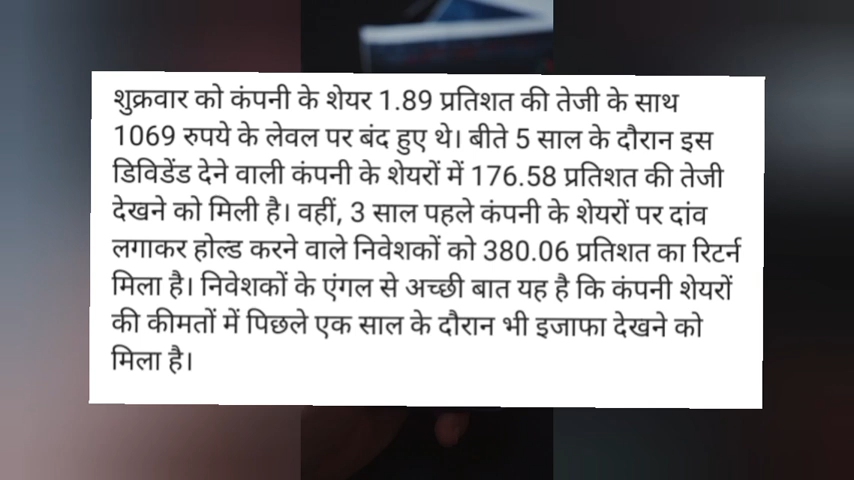 शुक्रवार को कंपनी के शेयर 1.89 प्रतिशत की तेजी के साथ
1069 रुपये के लेवल पर बंद हुए थे। बीते 5 साल के दौरान इस
डिविडेंड देने वाली कंपनी के शेयरों में 176.58 प्रतिशत की तेजी
देखने को मिली है। वहीं, 3 साल पहले कंपनी के शेयरों पर दांव
लगाकर होल्ड करने वाले निवेशकों को 380.06 प्रतिशत का रिटर्न
मिला है। निवेशकों के एंगल से अच्छी बात यह है कि कंपनी शेयरों
की कीमतों में पिछले एक साल के दौरान भी इजाफा देखने को
मिला है।